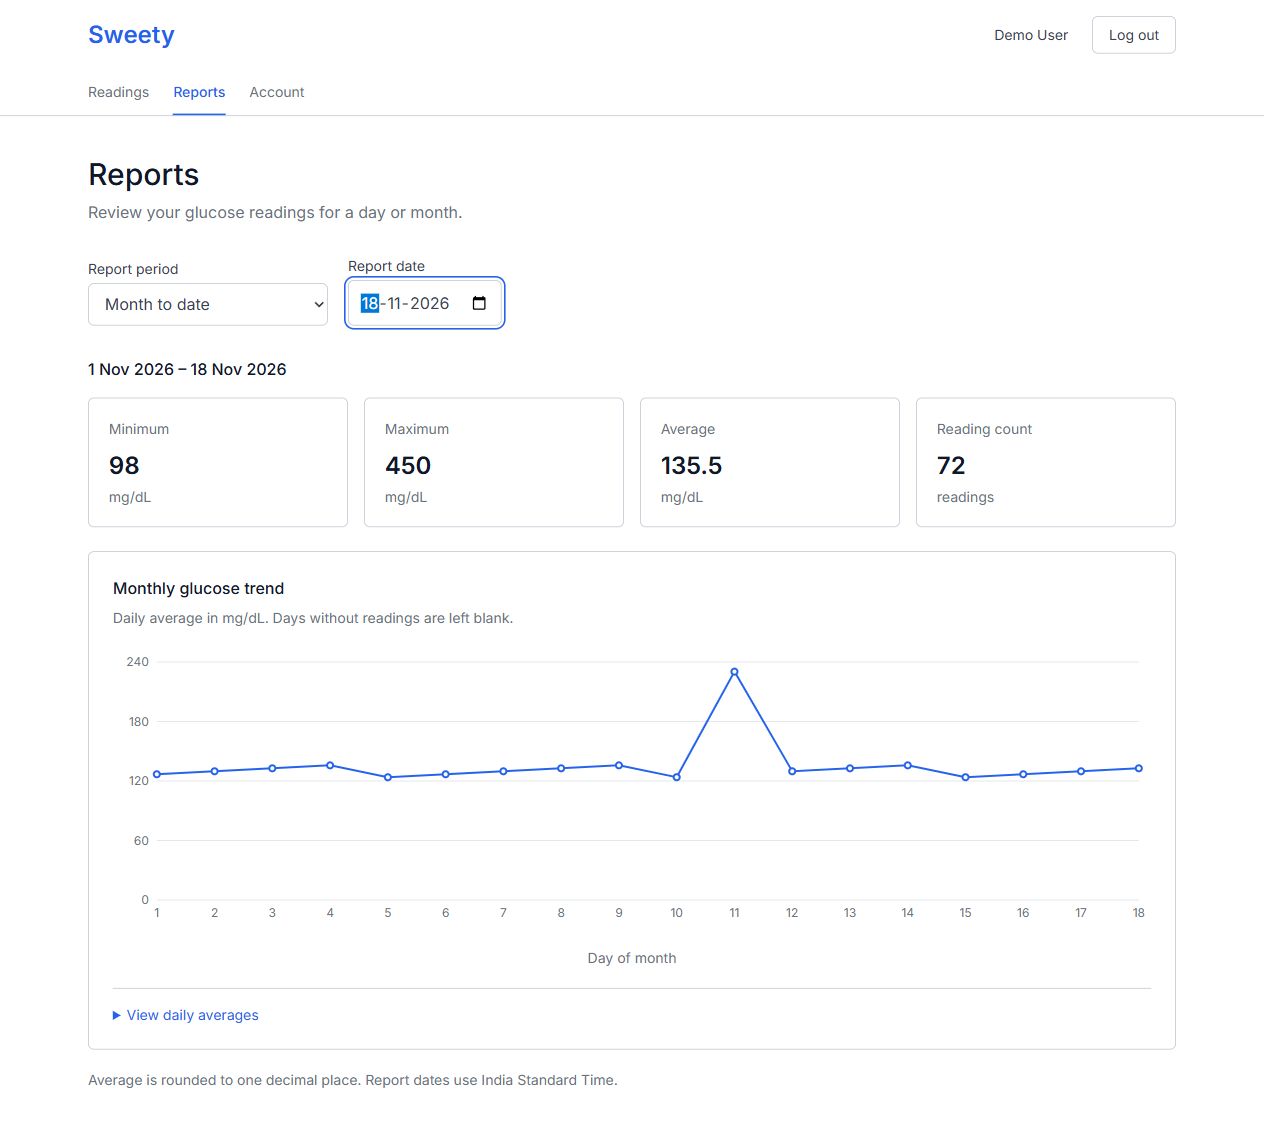 Sweety
Demo User
Log out
Readings
Reports
Account
Reports
Review your glucose readings for a day or month.
Report period
Month to date
Report date
18-11-2026
1 Nov 2026 – 18 Nov 2026
Minimum
98
mg/dL
Maximum
450
mg/dL
Average
135.5
mg/dL
Reading count
72
readings
Monthly glucose trend
Daily average in mg/dL. Days without readings are left blank.
240
180
120
60
0
1 2 3 4 5 6 7 8 9 10 11 12 13 14 15 16 17 18
Day of month
View daily averages
Average is rounded to one decimal place. Report dates use India Standard Time.